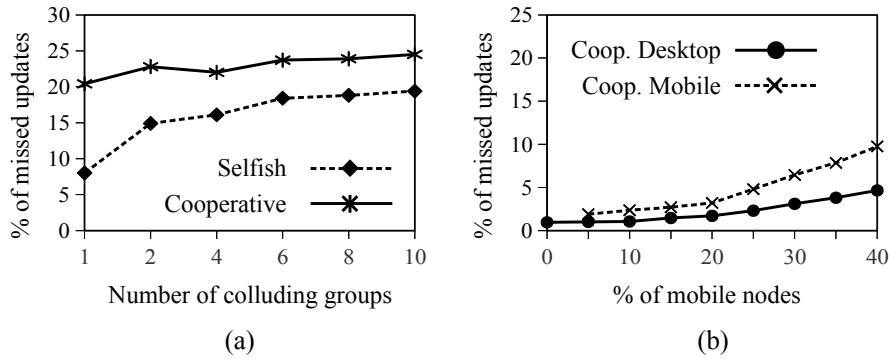 % of missed updates
30
25
20
15
10
5
0
Selfish
Cooperative
1 2 4 6 8 10
Number of colluding groups
(a)
% of missed updates
25
20
15
10
5
0
Coop. Desktop
Coop. Mobile
0 10 20 30 40
% of mobile nodes
(b)